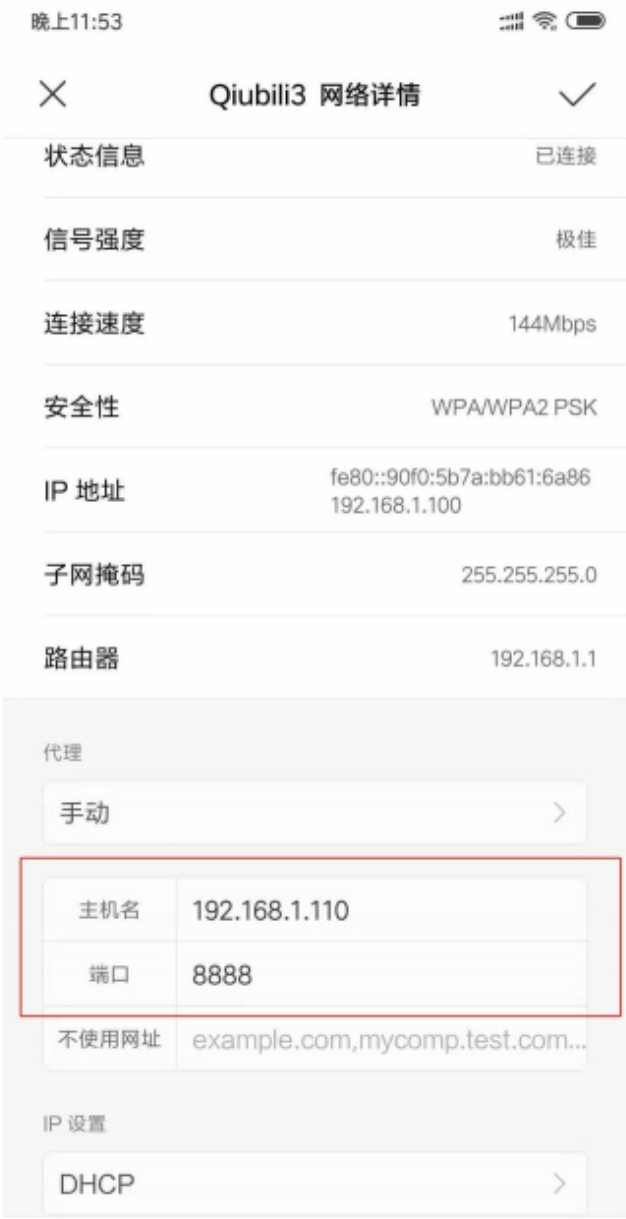 晚上11:53
Qiubili3 网络详情
状态信息 已连接
信号强度 极佳
连接速度 144Mbps
安全性 WPA/WPA2 PSK
IP 地址 fe80::90f0:5b7a:bb61:6a86
192.168.1.100
子网掩码 255.255.255.0
路由器 192.168.1.1
代理
手动
主机名 192.168.1.110
端口 8888
不使用网址 example.com,mycomp.test.com...
IP 设置
DHCP